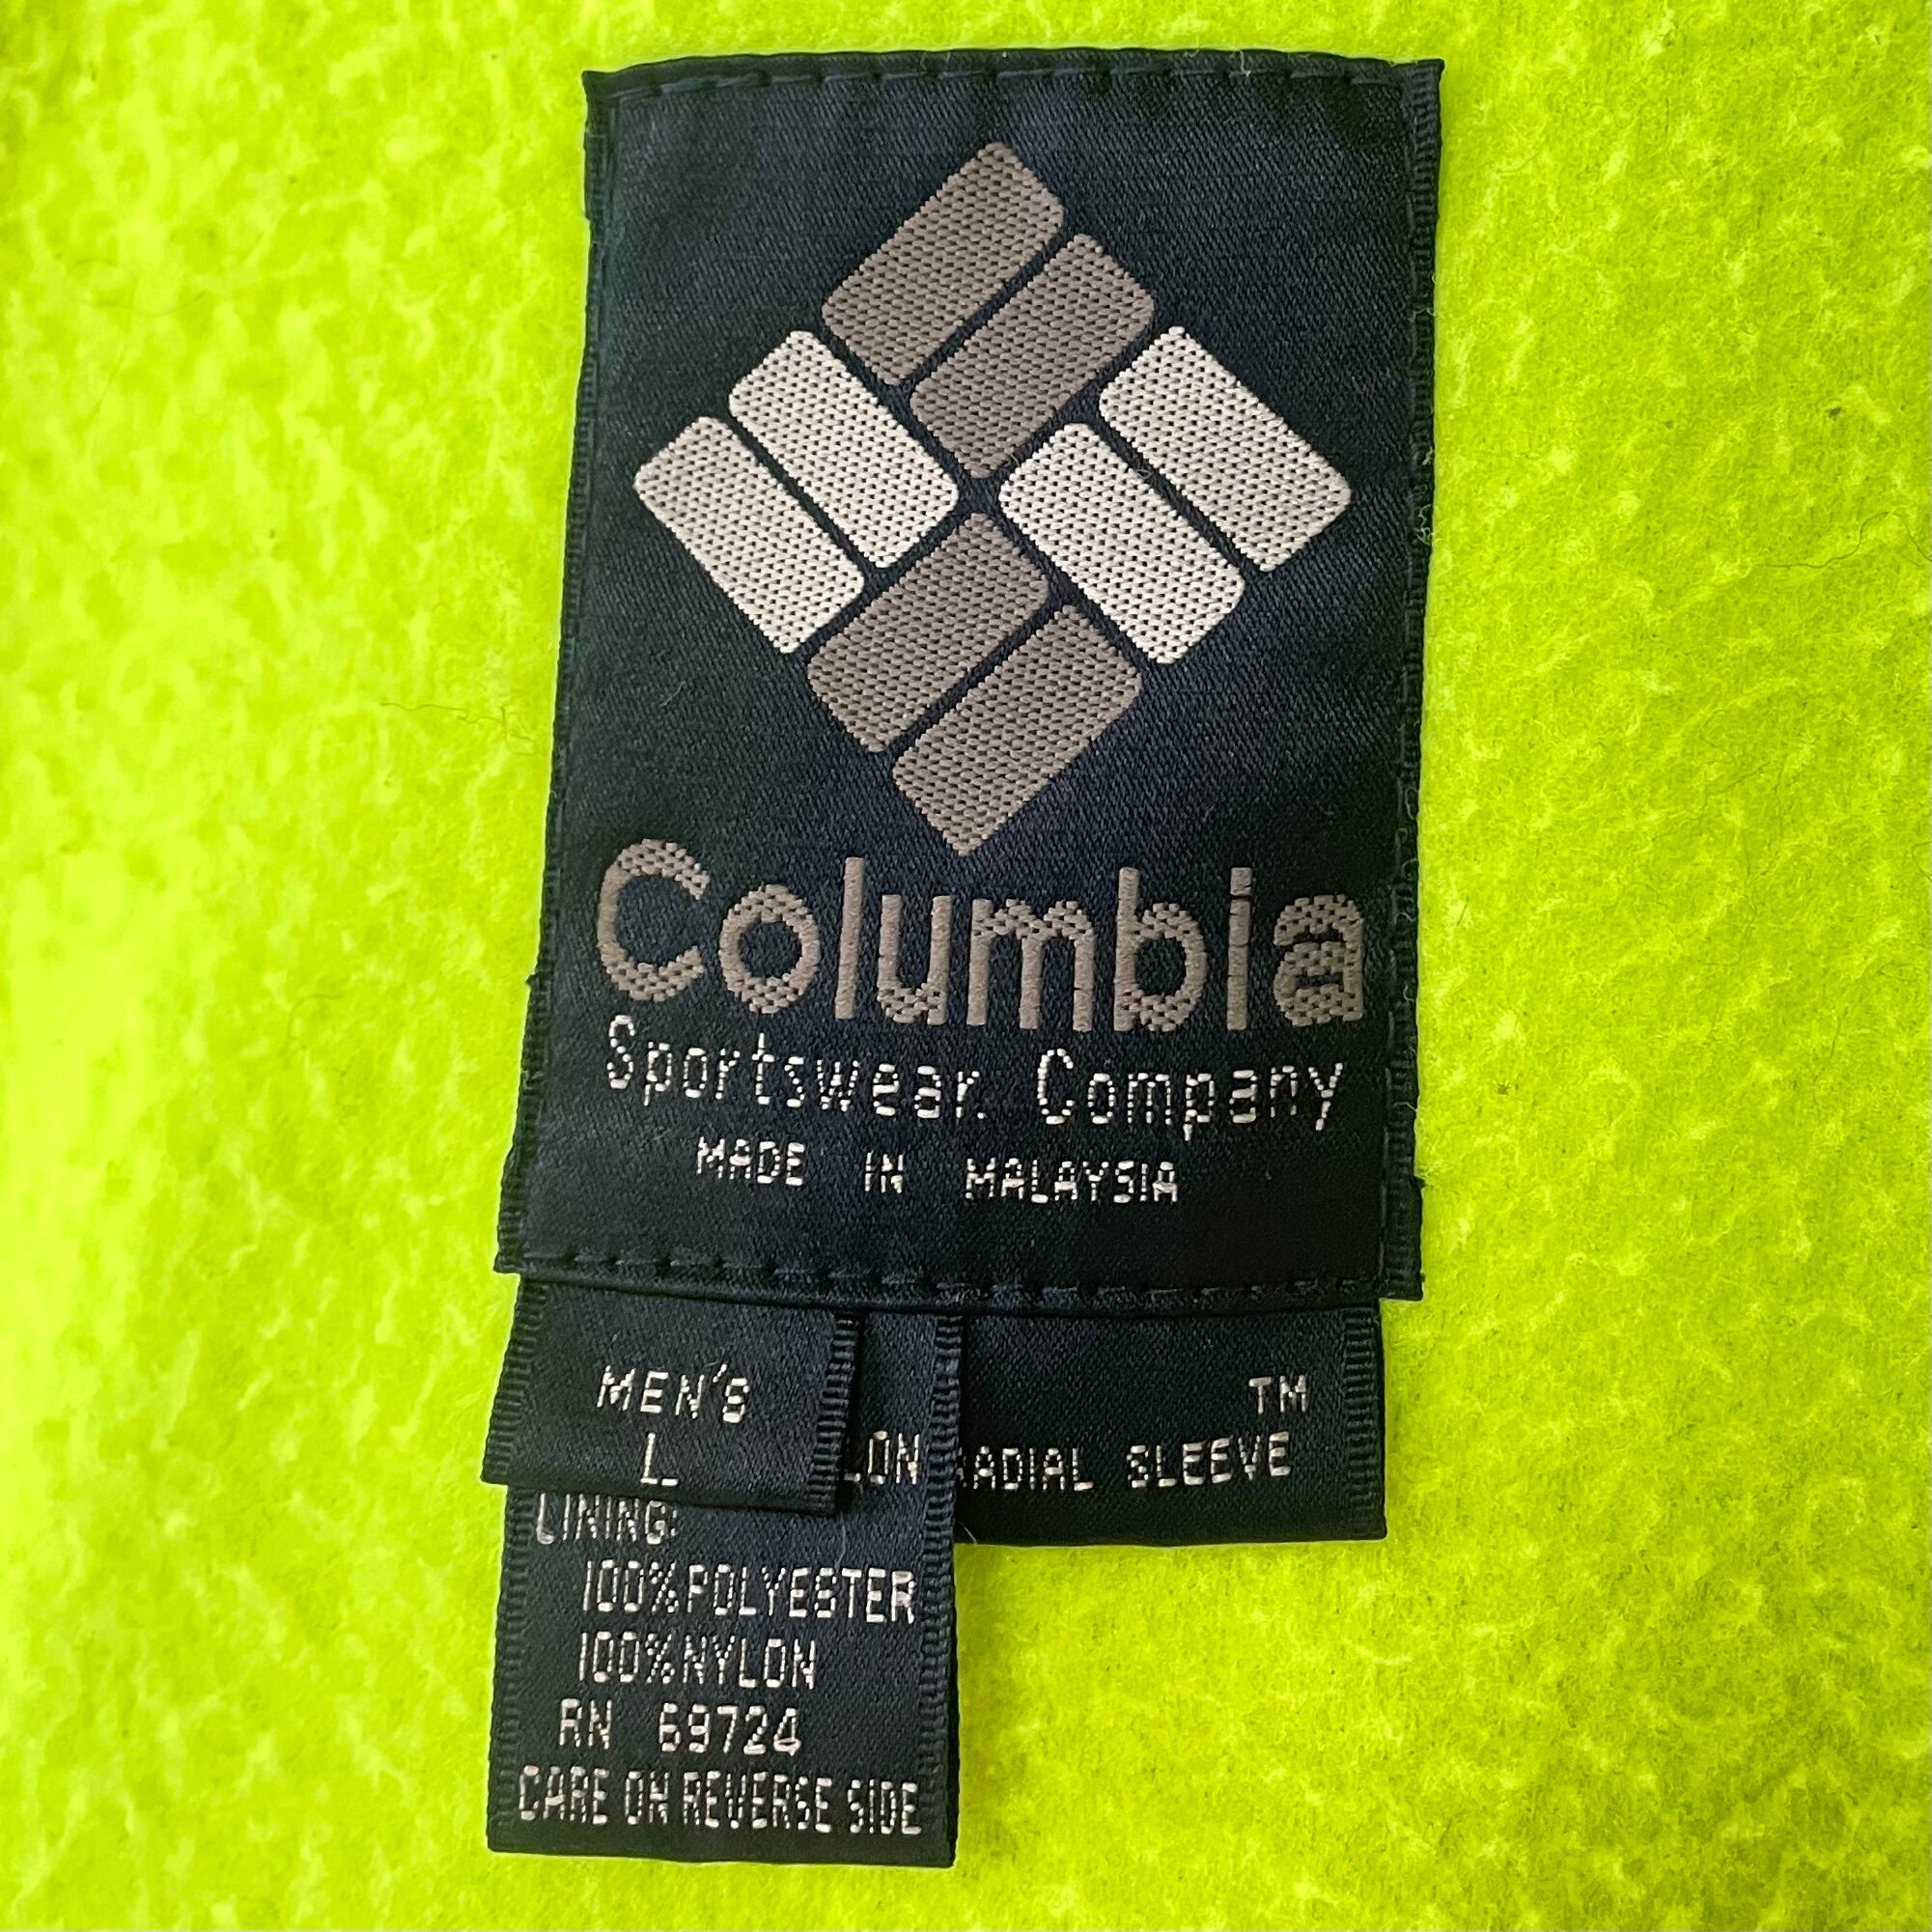 Columbia
Sportswear Company
MADE IN MALAYSIA
MEN'S
L
TM
RADIAL SLEEVE
LINING:
100% POLYESTER
100% NYLON
RN 69724
CARE ON REVERSE SIDE